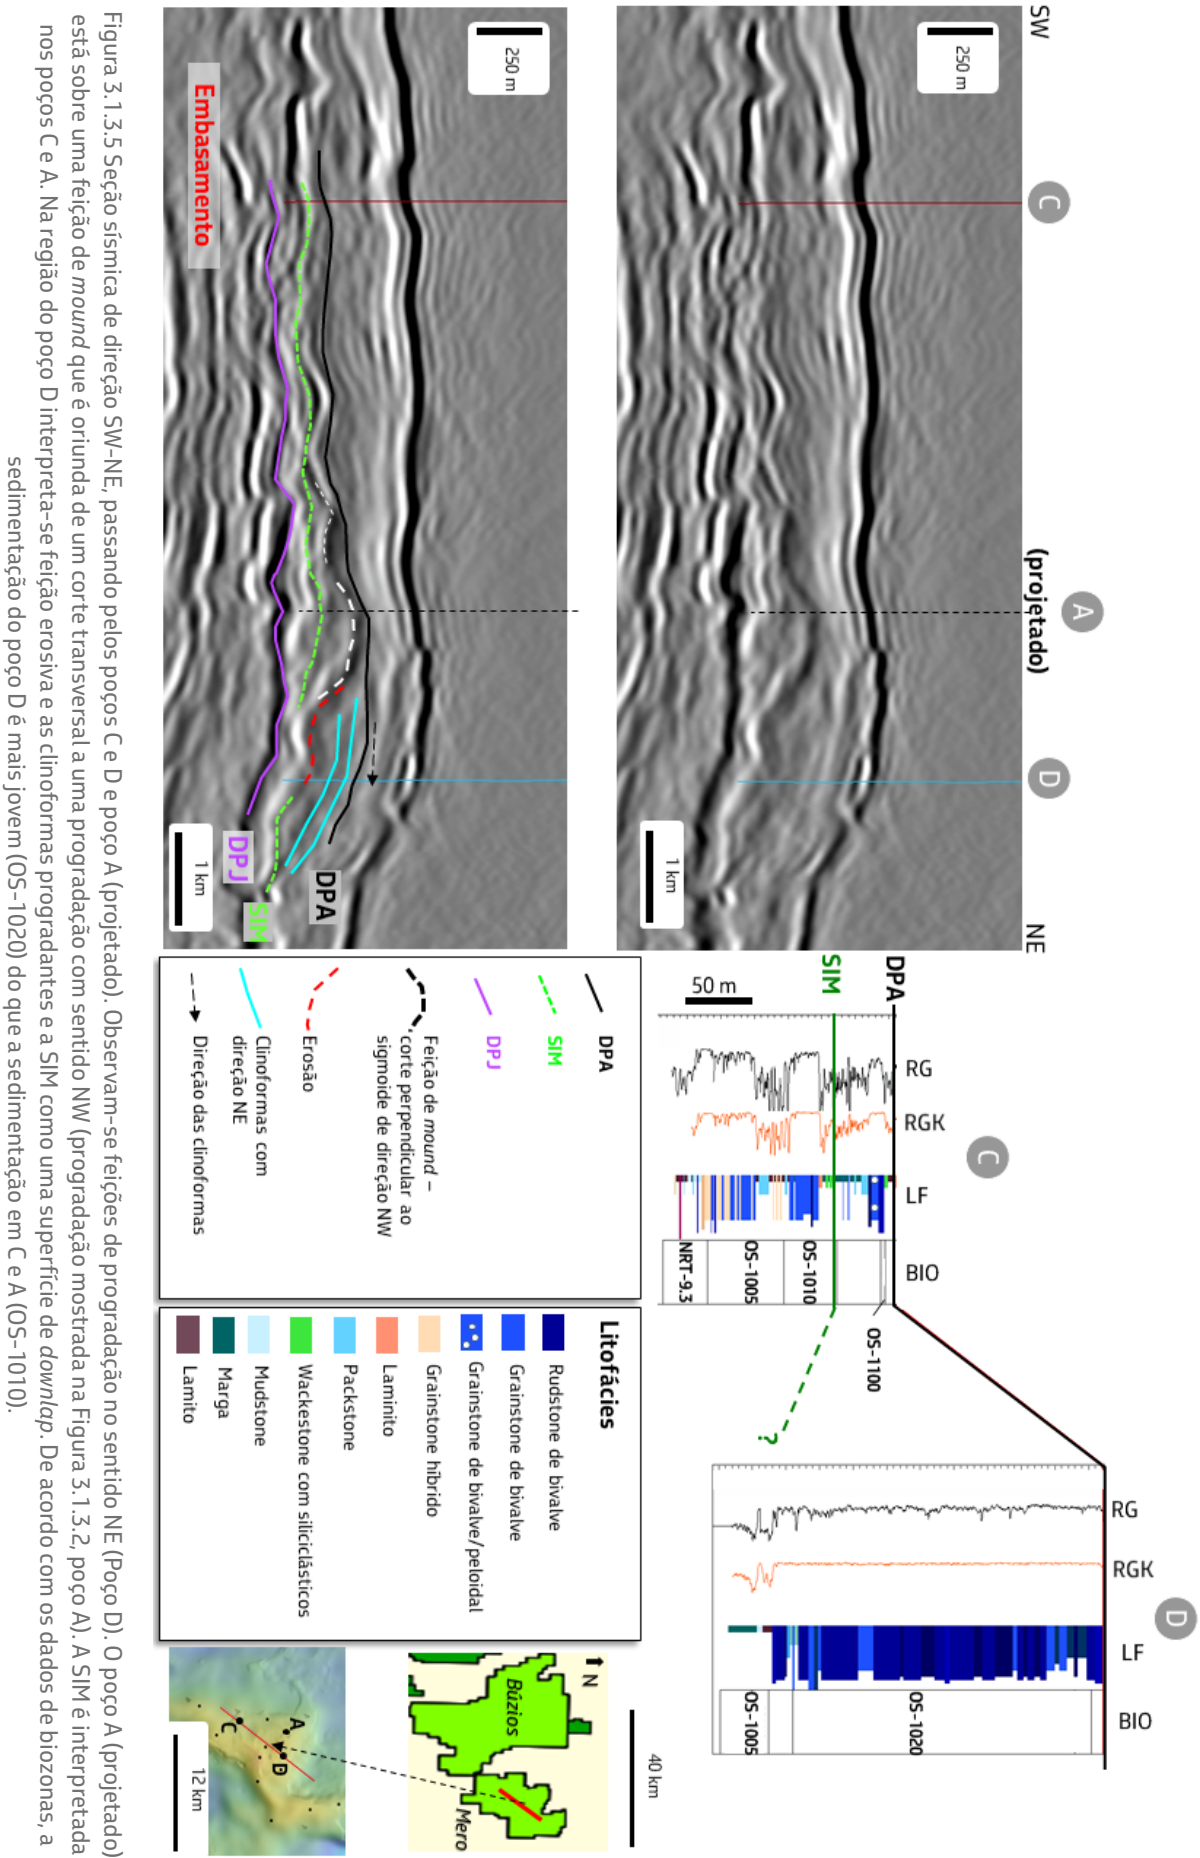 SW
C
(projetado)
A
D
NE
250 m
1 km
250 m
Embasamento
DPJ
SIM
DPA
1 km
C
DPA
SIM
50 m
RG
RGK
LF
BIO
NRT-9.3
OS-1005
OS-1010
OS-1100
?
D
RG
RGK
LF
BIO
OS-1005
OS-1020
DPA
SIM
DPJ
Feição de mound –
corte perpendicular ao
sigmoide de direção NW
Erosão
Clinoformas com
direção NE
Direção das clinoformas
Litofácies
Rudstone de bivalve
Grainstone de bivalve
Grainstone de bivalve/peloidal
Grainstone híbrido
Laminito
Packstone
Wackestone com siliciclásticos
Mudstone
Marga
Lamito
N
Búzios
Mero
40 km
A
C
D
12 km
Figura 3.1.3.5 Seção sísmica de direção SW-NE, passando pelos poços C e D e poço A (projetado). Observam-se feições de progradação no sentido NE (Poço D). O poço A (projetado)
está sobre uma feição de mound que é oriunda de um corte transversal a uma progradação com sentido NW (progradação mostrada na Figura 3.1.3.2, poço A). A SIM é interpretada
nos poços C e A. Na região do poço D interpreta-se feição erosiva e as clinoformas progradantes e a SIM como uma superfície de downlap. De acordo com os dados de biozonas, a
sedimentação do poço D é mais jovem (OS-1020) do que a sedimentação em C e A (OS-1010).